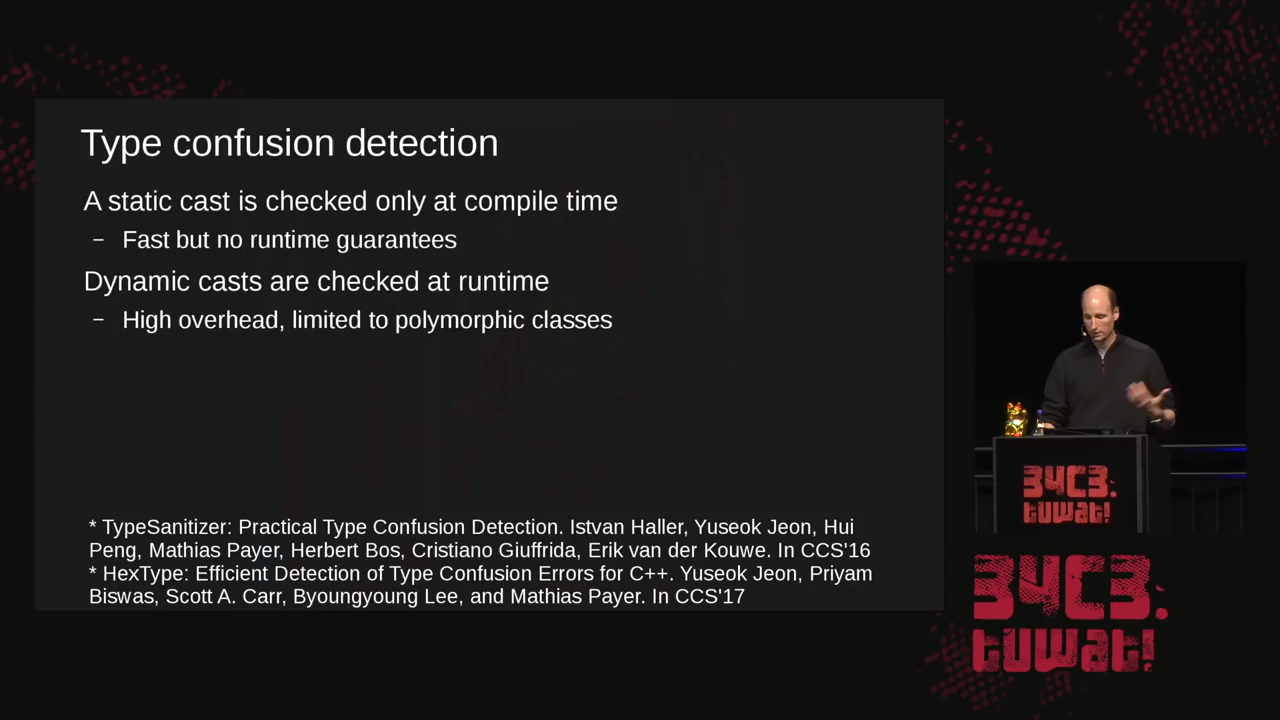 Type confusion detection
A static cast is checked only at compile time
– Fast but no runtime guarantees
Dynamic casts are checked at runtime
– High overhead, limited to polymorphic classes
* TypeSanitizer: Practical Type Confusion Detection. Istvan Haller, Yuseok Jeon, Hui
Peng, Mathias Payer, Herbert Bos, Cristiano Giuffrida, Erik van der Kouwe. In CCS'16
* HexType: Efficient Detection of Type Confusion Errors for C++. Yuseok Jeon, Priyam
Biswas, Scott A. Carr, Byoungyoung Lee, and Mathias Payer. In CCS'17
34C3.
tuwat!
34C3.
tuwat!